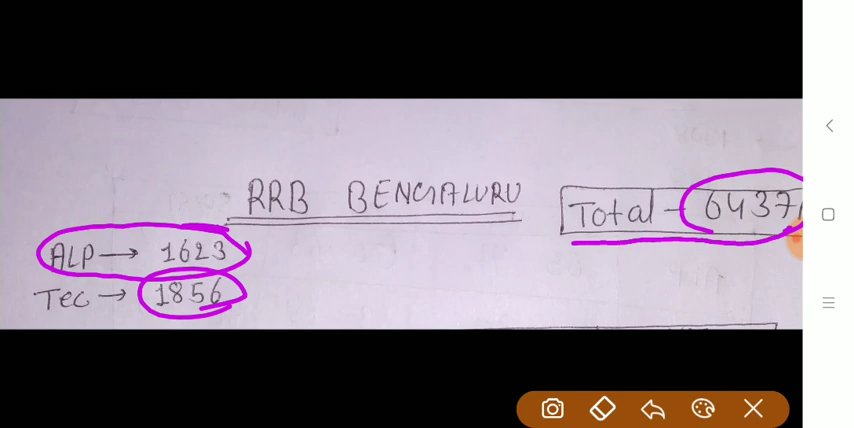 RRB BENGALURU
Total - 6437
ALP → 1623
Tec → 1856